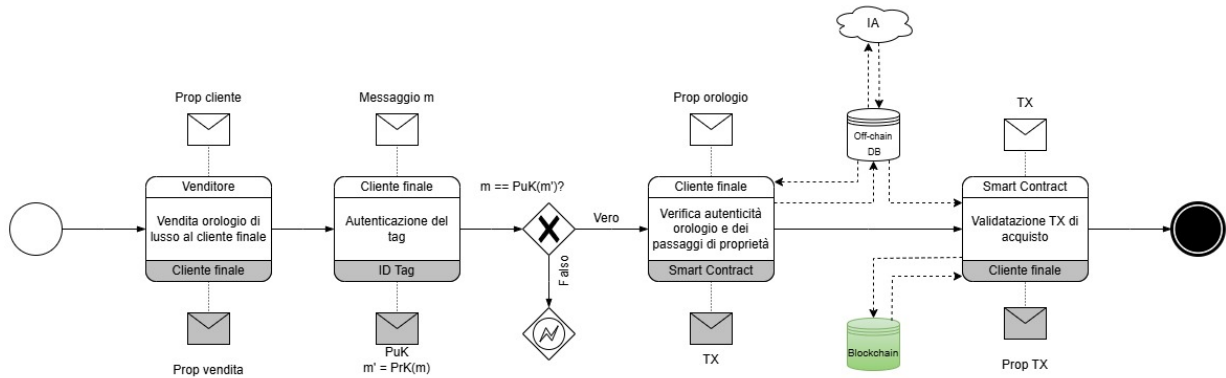 IA
Prop cliente
Messaggio m
Prop orologio
TX
Off-chain
DB
Venditore
Vendita orologio di
lusso al cliente finale
Cliente finale
Cliente finale
Autenticazione del
tag
ID Tag
m == PuK(m')?
Vero
Falso
Cliente finale
Verifica autenticità
orologio e dei
passaggi di proprietà
Smart Contract
Smart Contract
Validatazione TX di
acquisto
Cliente finale
Blockchain
Prop vendita
PuK
m' = PrK(m)
TX
Prop TX